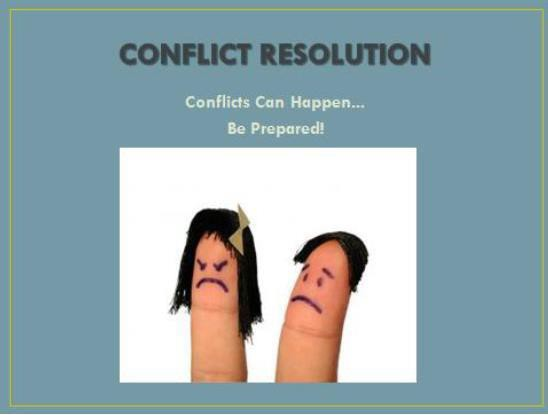 CONFLICT RESOLUTION
Conflicts Can Happen...
Be Prepared!